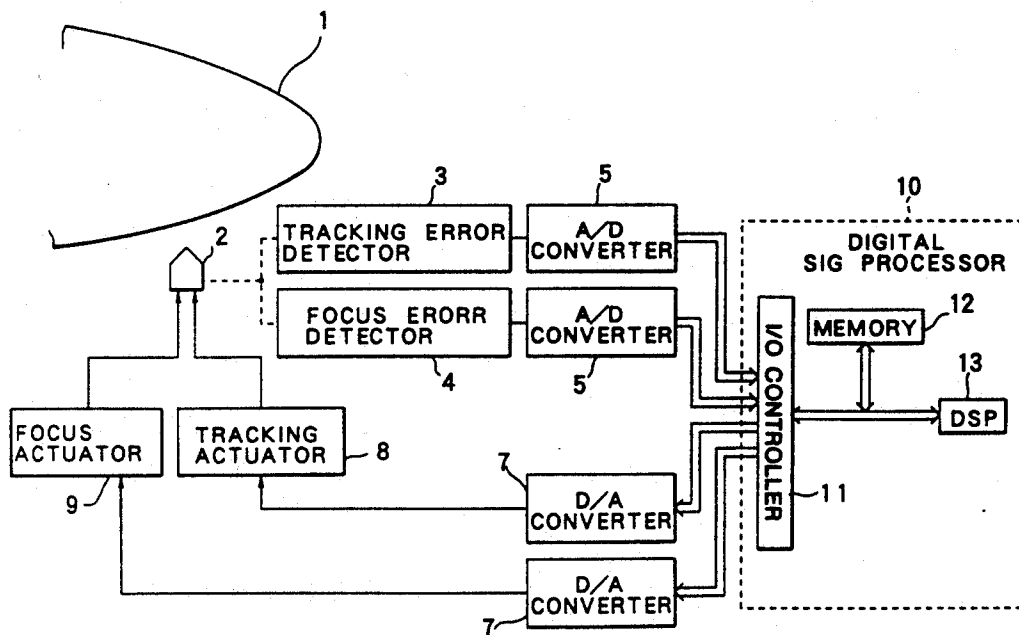 1
2
3
TRACKING ERROR
DETECTOR
5
A/D
CONVERTER
10
DIGITAL
SIG PROCESSOR
FOCUS ERORR
DETECTOR
4
A/D
CONVERTER
5
I/O CONTROLLER
11
MEMORY
12
13
DSP
FOCUS
ACTUATOR
9
TRACKING
ACTUATOR
8
7
D/A
CONVERTER
D/A
CONVERTER
7